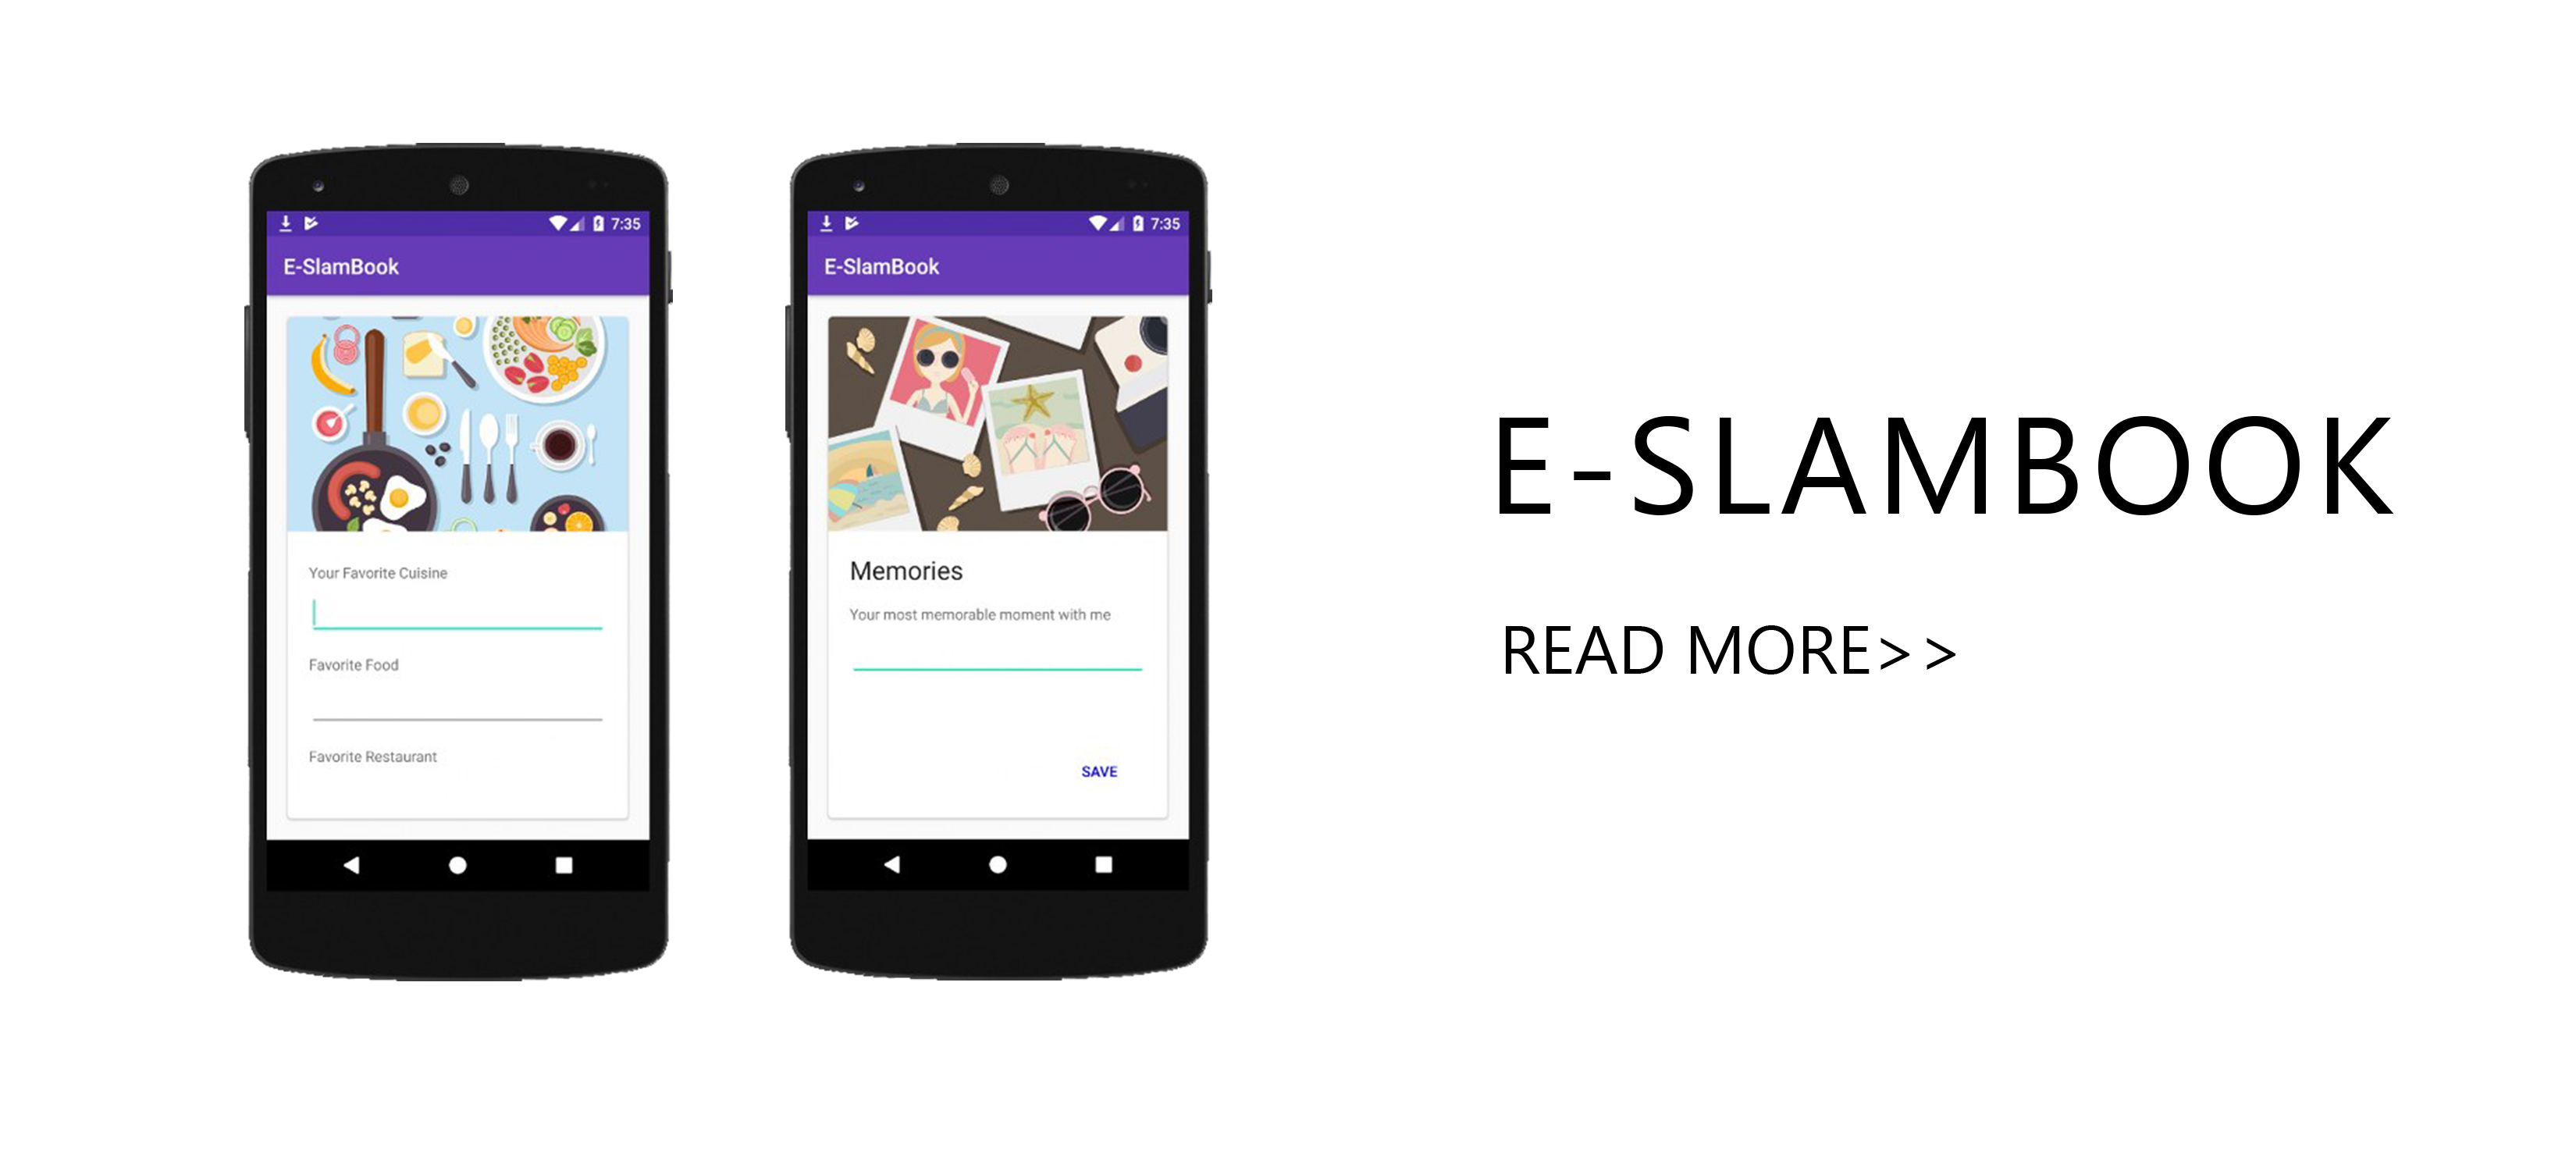 7:35
E-SlamBook
Your Favorite Cuisine
Favorite Food
Favorite Restaurant
7:35
E-SlamBook
Memories
Your most memorable moment with me
SAVE
E-SLAMBOOK
READ MORE>>